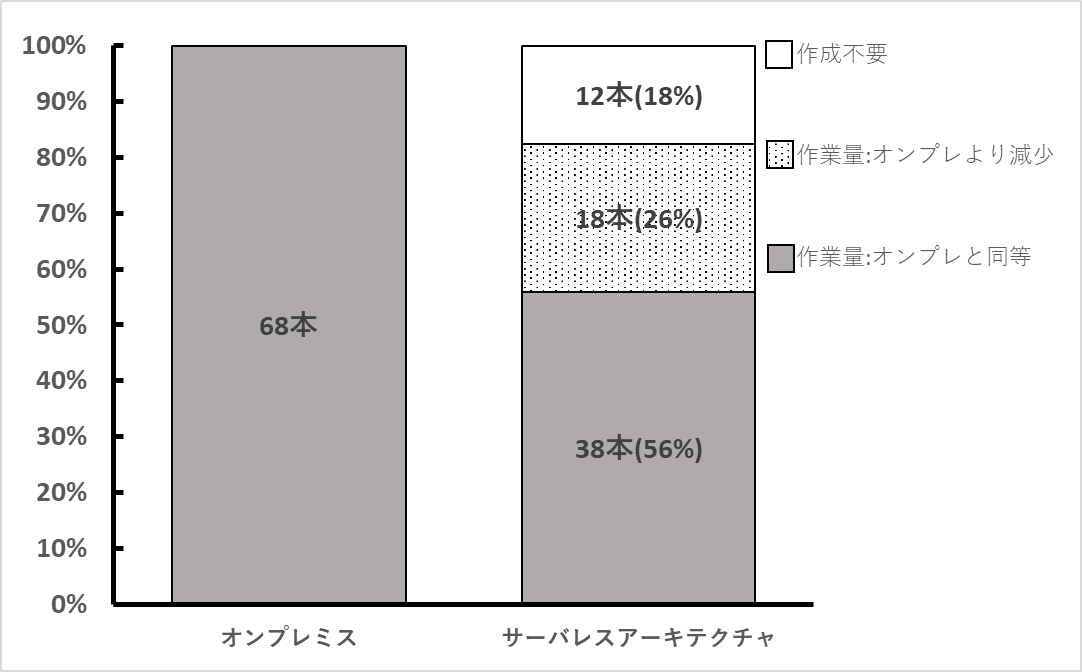 100%
90%
80%
70%
60%
50%
40%
30%
20%
10%
0%
68本
12本(18%)
18本(26%)
38本(56%)
オンプレミス
サーバレスアーキテクチャ
作成不要
作業量:オンプレより減少
作業量:オンプレと同等